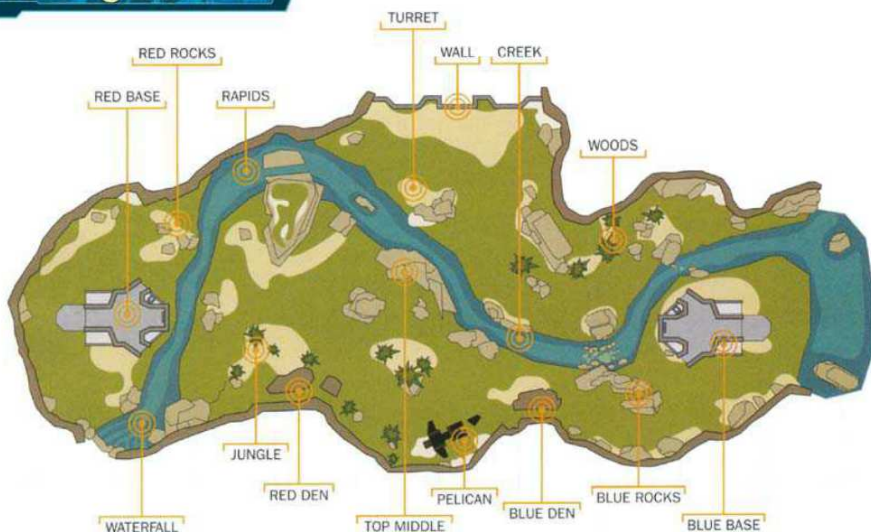 TURRET
RED ROCKS
WALL
CREEK
RED BASE
RAPIDS
WOODS
JUNGLE
RED DEN
PELICAN
BLUE DEN
BLUE ROCKS
BLUE BASE
WATERFALL
TOP MIDDLE